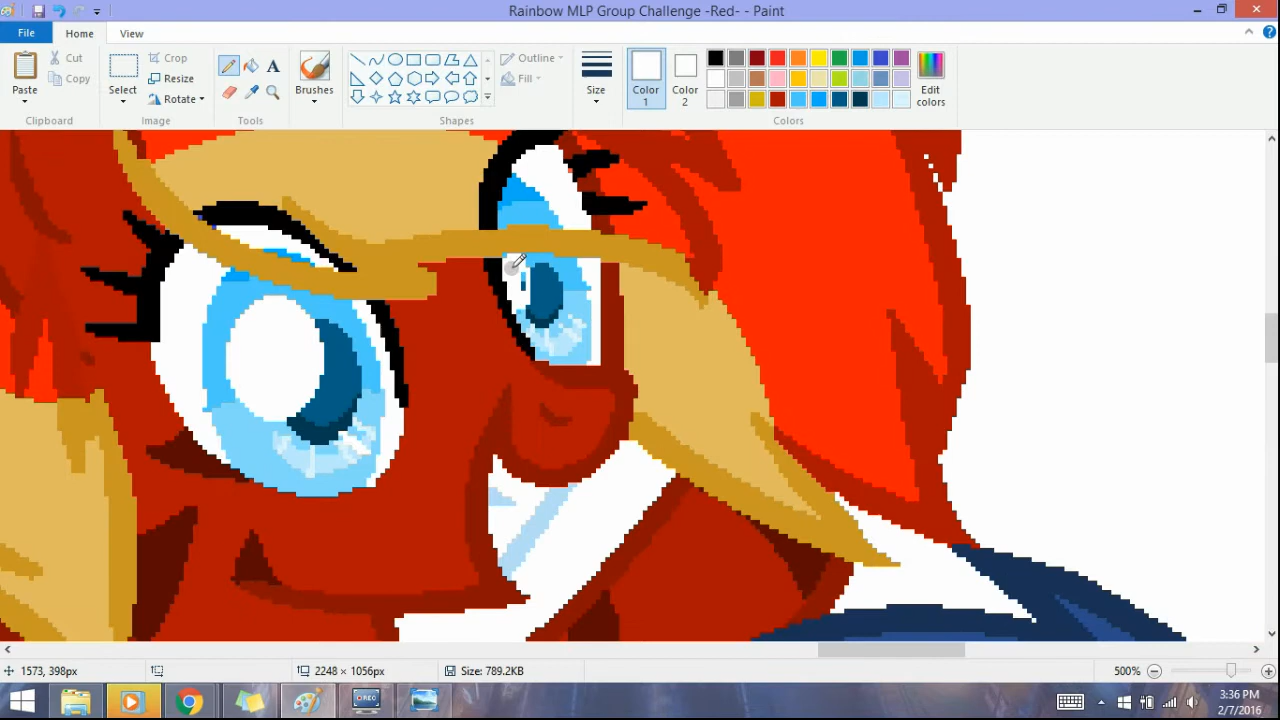 Rainbow MLP Group Challenge -Red- - Paint
File
Home
View
Paste
Cut
Copy
Clipboard
Select
Crop
Resize
Rotate
Image
A
Tools
Brushes
Outline
Fill
Shapes
Size
Color
1
Color
2
Edit
colors
Colors
1573, 398px
2248 × 1056px
Size: 789.2KB
500%
REC
3:36 PM
2/7/2016